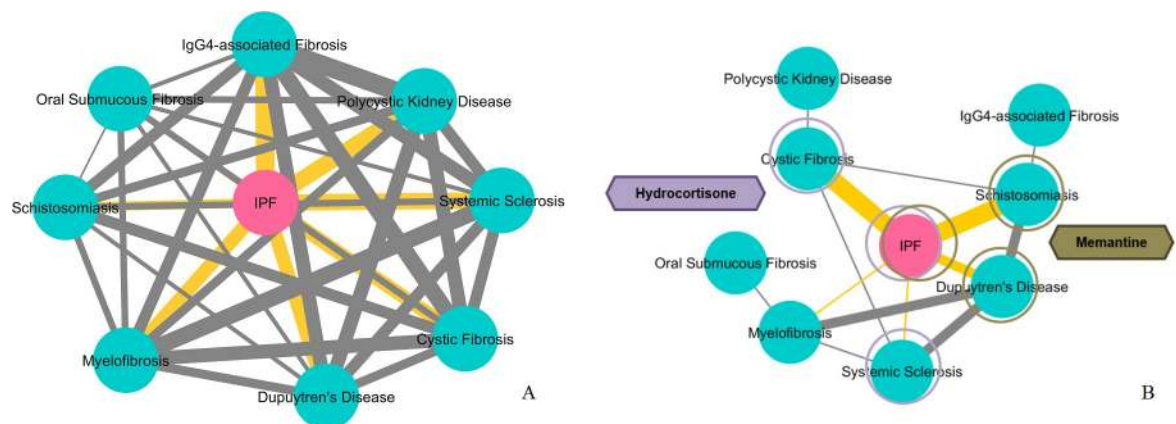 IgG4-associated Fibrosis
Oral Submucous Fibrosis
Polycystic Kidney Disease
Schistosomiasis
IPF
Systemic Sclerosis
Myelofibrosis
Cystic Fibrosis
Dupuytren's Disease
A
Polycystic Kidney Disease
IgG4-associated Fibrosis
Cystic Fibrosis
Hydrocortisone
Schistosomiasis
IPF
Memantine
Oral Submucous Fibrosis
Dupuytren's Disease
Myelofibrosis
Systemic Sclerosis
B